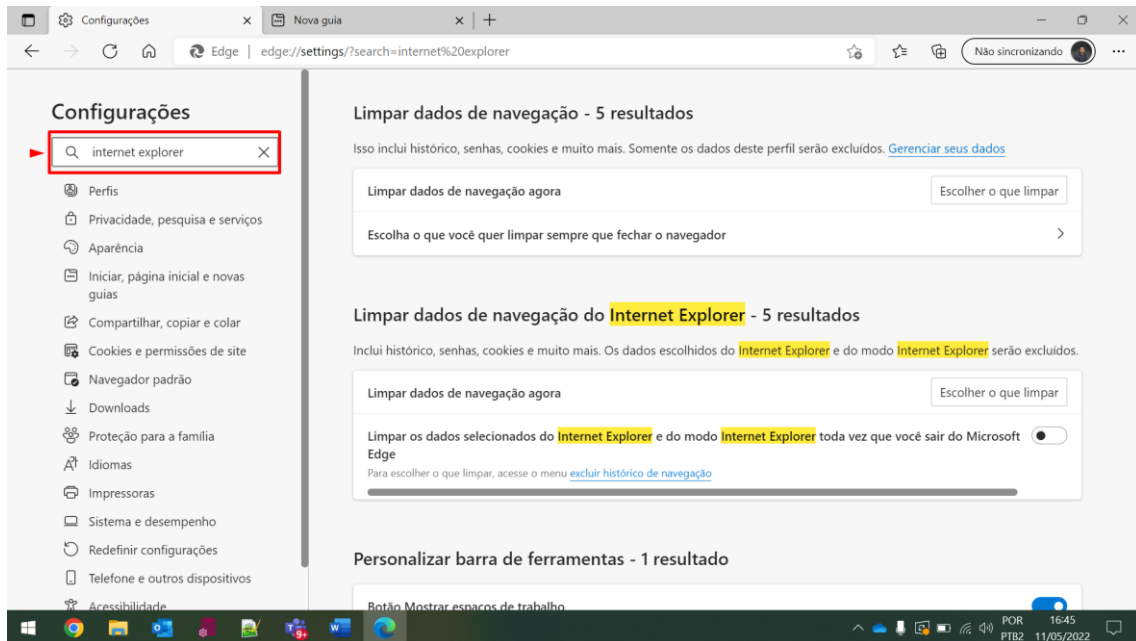 Configurações
Nova guia
Edge
edge://settings/?search=internet%20explorer
Não sincronizando
Configurações
internet explorer
Perfis
Privacidade, pesquisa e serviços
Aparência
Iniciar, página inicial e novas
guias
Compartilhar, copiar e colar
Cookies e permissões de site
Navegador padrão
Downloads
Proteção para a família
Idiomas
Impressoras
Sistema e desempenho
Redefinir configurações
Telefone e outros dispositivos
Acessibilidade
Limpar dados de navegação - 5 resultados
Isso inclui histórico, senhas, cookies e muito mais. Somente os dados deste perfil serão excluídos. Gerenciar seus dados
Limpar dados de navegação agora
Escolher o que limpar
Escolha o que você quer limpar sempre que fechar o navegador
Limpar dados de navegação do Internet Explorer - 5 resultados
Inclui histórico, senhas, cookies e muito mais. Os dados escolhidos do Internet Explorer e do modo Internet Explorer serão excluídos.
Limpar dados de navegação agora
Escolher o que limpar
Limpar os dados selecionados do Internet Explorer e do modo Internet Explorer toda vez que você sair do Microsoft
Edge
Para escolher o que limpar, acesse o menu excluir histórico de navegação
Personalizar barra de ferramentas - 1 resultado
Botão Mostrar espaços de trabalho
POR
PTB2
16:45
11/05/2022